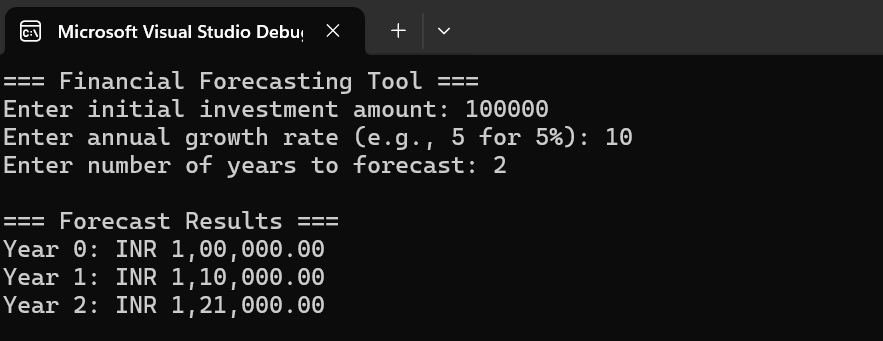 Microsoft Visual Studio Debu
=== Financial Forecasting Tool ===
Enter initial investment amount: 100000
Enter annual growth rate (e.g., 5 for 5%): 10
Enter number of years to forecast: 2
=== Forecast Results ===
Year 0: INR 1,00,000.00
Year 1: INR 1,10,000.00
Year 2: INR 1,21,000.00